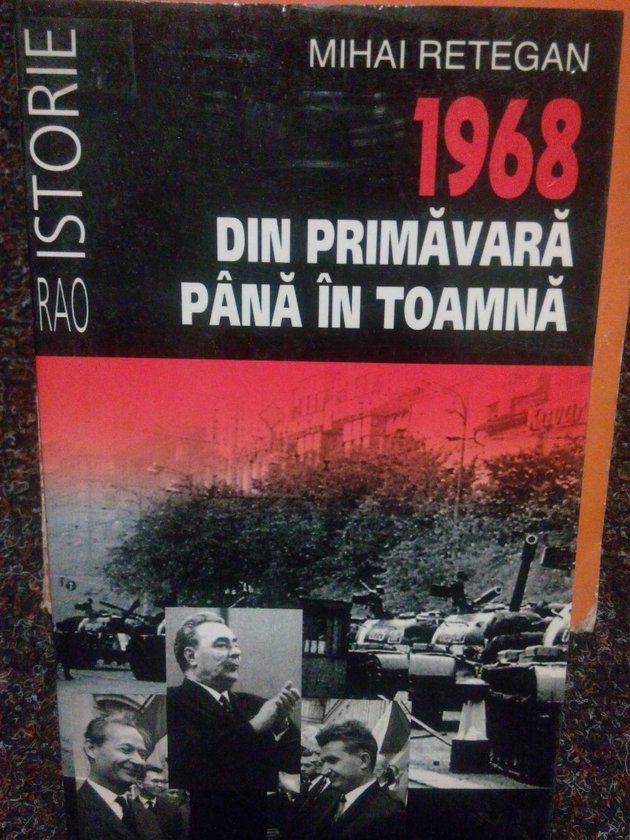 MIHAI RETEGAN
1968
DIN PRIMĂVARĂ
PÂNĂ ÎN TOAMNĂ
RAO ISTORIE